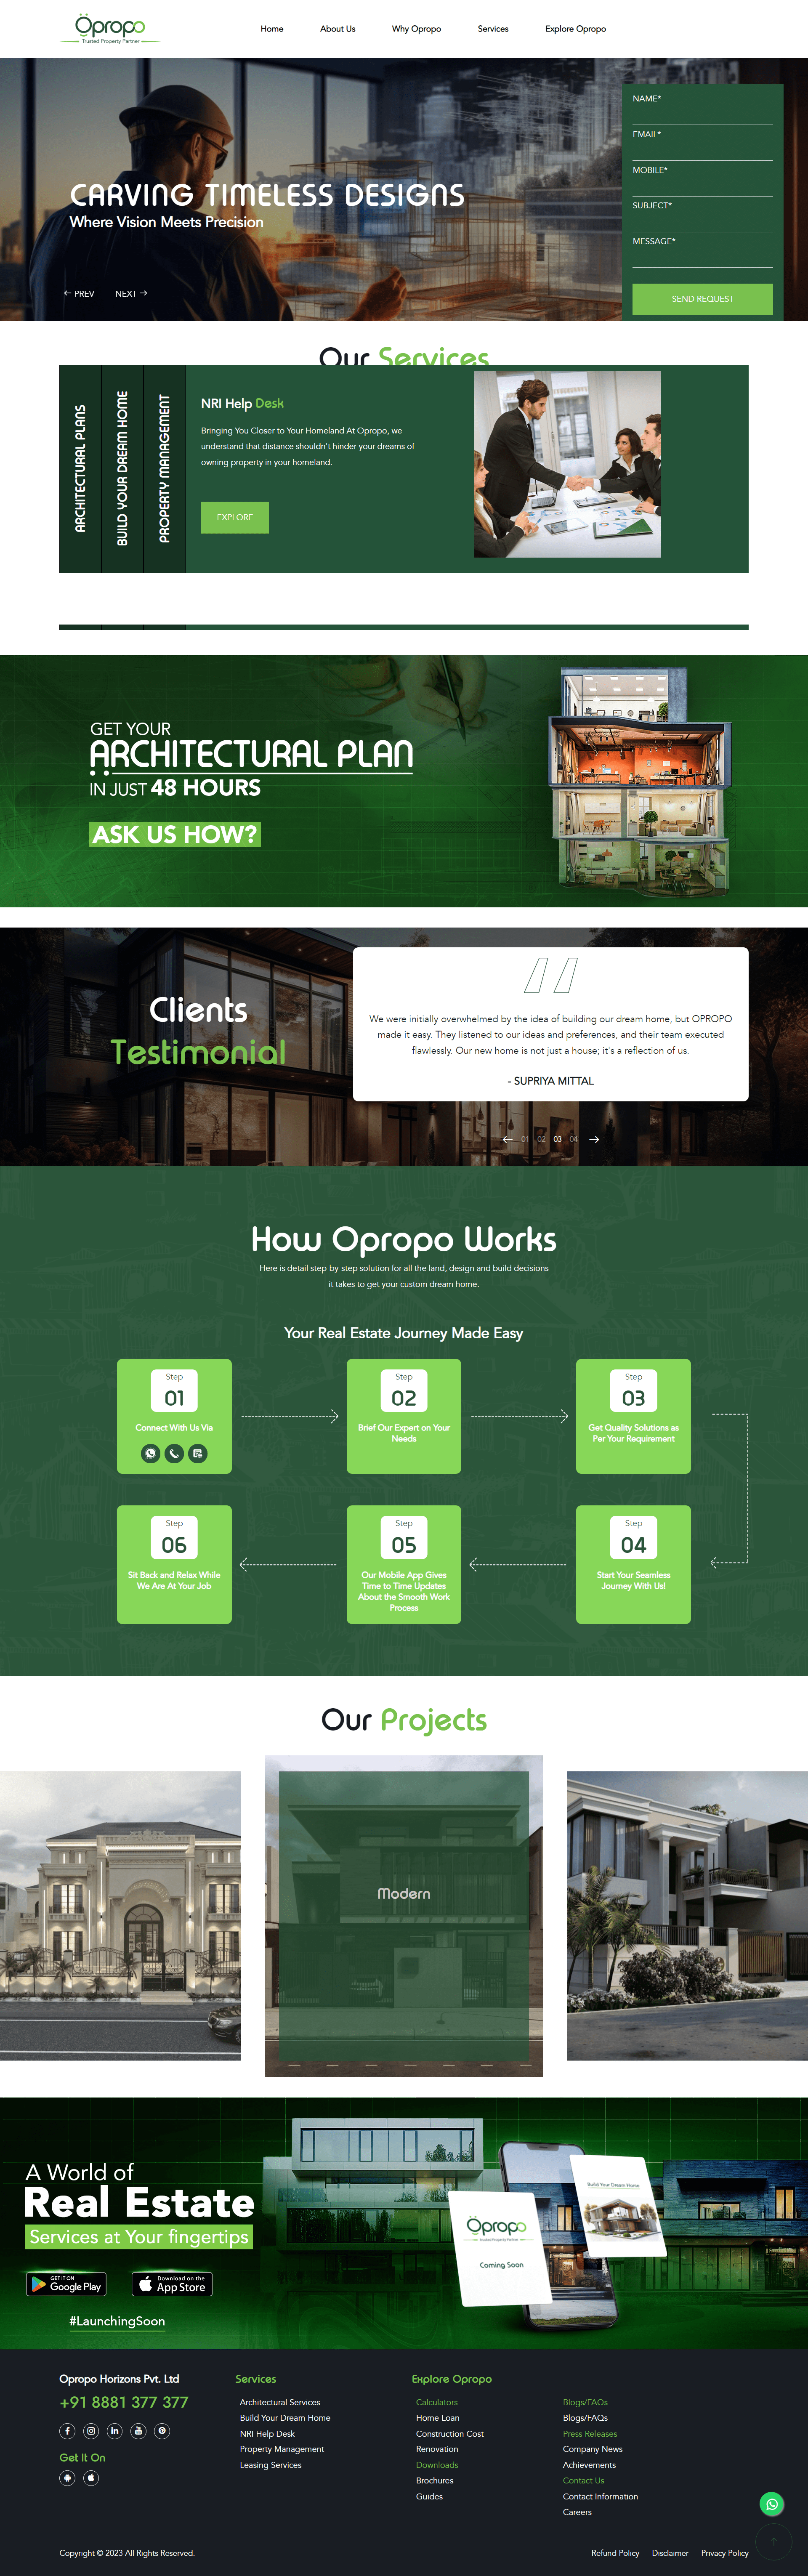 Opropo
Trusted Property Partner
Home
About Us
Why Opropo
Services
Explore Opropo
CARVING TIMELESS DESIGNS
Where Vision Meets Precision
PREV
NEXT
NAME*
EMAIL*
MOBILE*
SUBJECT*
MESSAGE*
SEND REQUEST
Our Services
ARCHITECTURAL PLANS
BUILD YOUR DREAM HOME
PROPERTY MANAGEMENT
NRI Help Desk
Bringing You Closer to Your Homeland At Opropo, we
understand that distance shouldn't hinder your dreams of
owning property in your homeland.
EXPLORE
GET YOUR
ARCHITECTURAL PLAN
IN JUST 48 HOURS
ASK US HOW?
Clients
Testimonial
We were initially overwhelmed by the idea of building our dream home, but OPROPO
made it easy. They listened to our ideas and preferences, and their team executed
flawlessly. Our new home is not just a house; it's a reflection of us.
- SUPRIYA MITTAL
01 02 03 04
How Opropo Works
Here is detail step-by-step solution for all the land, design and build decisions
it takes to get your custom dream home.
Your Real Estate Journey Made Easy
Step
01
Connect With Us Via
Step
02
Brief Our Expert on Your
Needs
Step
03
Get Quality Solutions as
Per Your Requirement
Step
06
Sit Back and Relax While
We Are At Your Job
Step
05
Our Mobile App Gives
Time to Time Updates
About the Smooth Work
Process
Step
04
Start Your Seamless
Journey With Us!
Our Projects
Modern
A World of
Real Estate
Services at Your fingertips
GET IT ON
Google Play
Download on the
App Store
#LaunchingSoon
Opropo
Trusted Property Partner
Coming Soon
Build Your Dream Home
Opropo Horizons Pvt. Ltd
+91 8881 377 377
Get It On
Services
Architectural Services
Build Your Dream Home
NRI Help Desk
Property Management
Leasing Services
Explore Opropo
Calculators
Home Loan
Construction Cost
Renovation
Downloads
Brochures
Guides
Blogs/FAQs
Blogs/FAQs
Press Releases
Company News
Achievements
Contact Us
Contact Information
Careers
Copyright © 2023 All Rights Reserved.
Refund Policy
Disclaimer
Privacy Policy